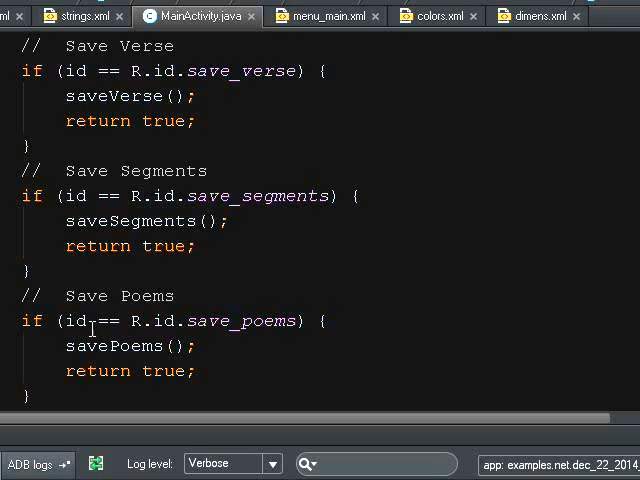 ml strings.xml MainActivity.java menu_main.xml colors.xml dimens.xml
// Save Verse
if (id == R.id.save_verse) {
saveVerse();
return true;
}
// Save Segments
if (id == R.id.save_segments) {
saveSegments();
return true;
}
// Save Poems
if (id == R.id.save_poems) {
savePoems();
return true;
}
ADB logs Log level: Verbose app: examples.net.dec_22_2014_